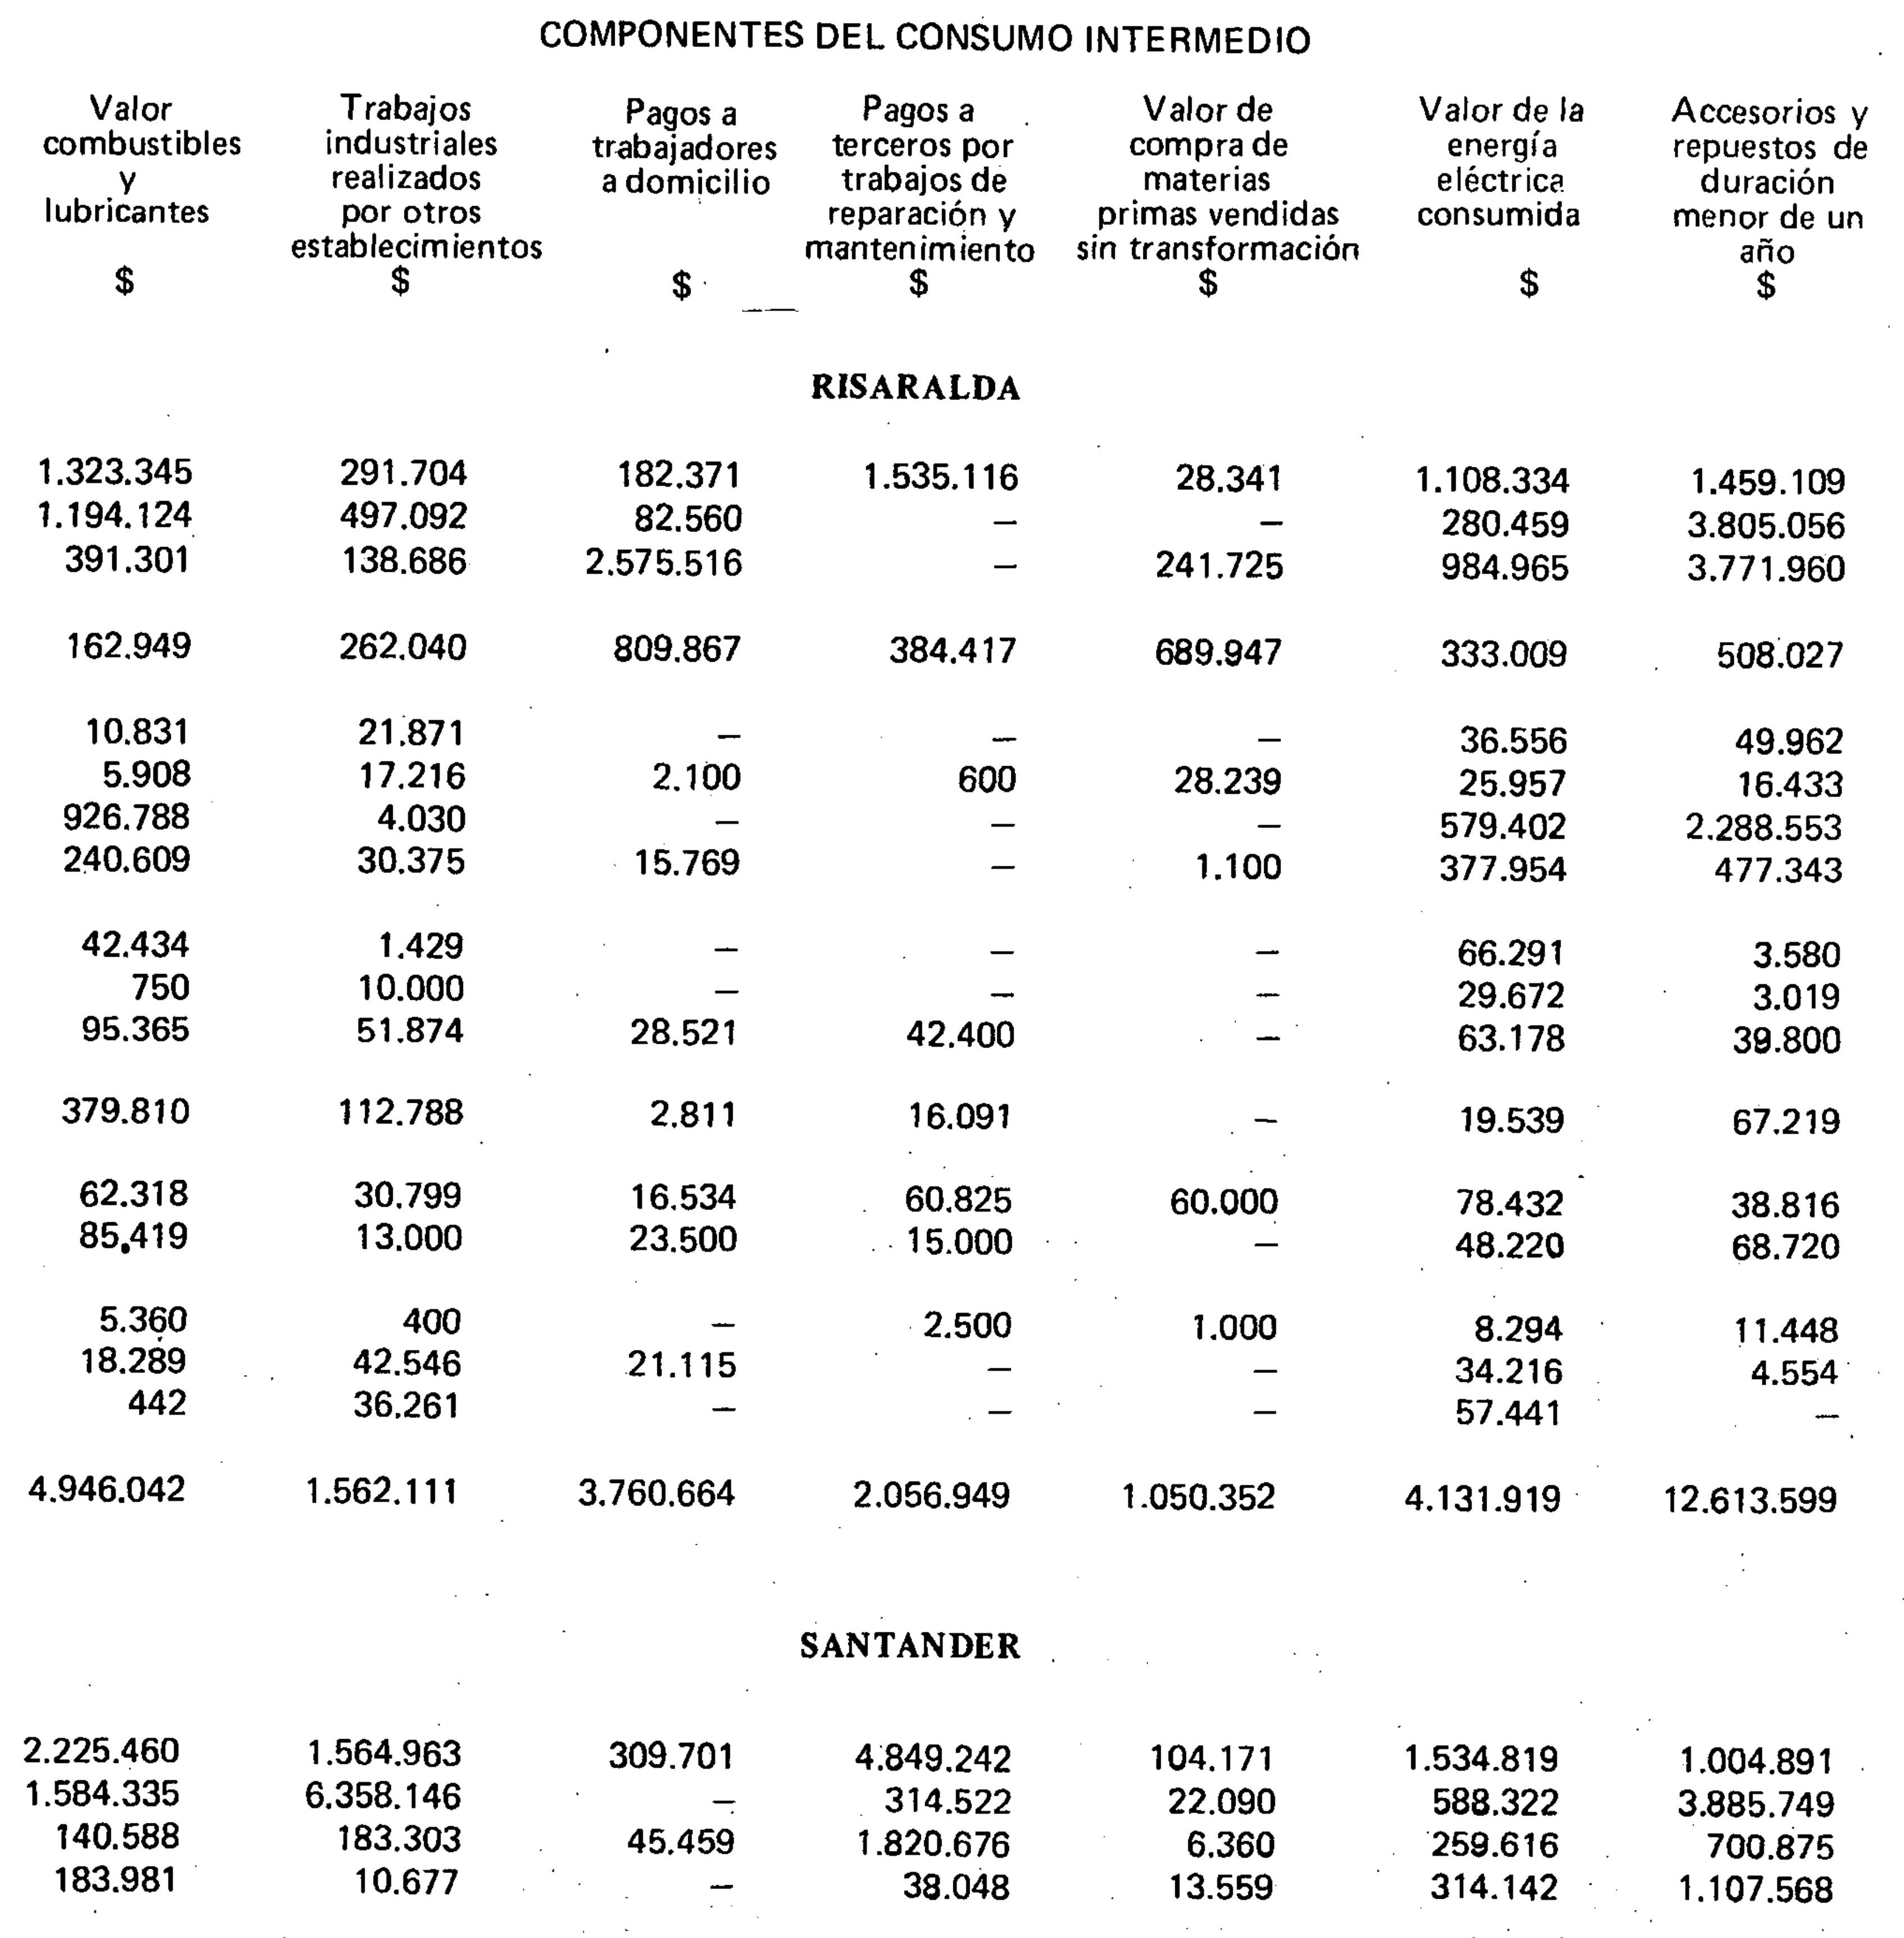 COMPONENTES DEL CONSUMO INTERMEDIO
Valor combustibles y lubricantes $
Trabajos industriales realizados por otros establecimientos $
Pagos a trabajadores a domicilio $
Pagos a terceros por trabajos de reparación y mantenimiento $
Valor de compra de materias primas vendidas sin transformación $
Valor de la energía eléctrica consumida $
Accesorios y repuestos de duración menor de un año $
RISARALDA
1.323.345 291.704 182.371 1.535.116 28.341 1.108.334 1.459.109
1.194.124 497.092 82.560 — — 280.459 3.805.056
391.301 138.686 2.575.516 — 241.725 984.965 3.771.960
162.949 262.040 809.867 384.417 689.947 333.009 508.027
10.831 21.871 — — — 36.556 49.962
5.908 17.216 2.100 600 28.239 25.957 16.433
926.788 4.030 — — — 579.402 2.288.553
240.609 30.375 15.769 — 1.100 377.954 477.343
42.434 1.429 — — — 66.291 3.580
750 10.000 — — — 29.672 3.019
95.365 51.874 28.521 42.400 — 63.178 39.800
379.810 112.788 2.811 16.091 — 19.539 67.219
62.318 30.799 16.534 60.825 60.000 78.432 38.816
85,419 13.000 23.500 15.000 — 48.220 68.720
5.360 400 — 2.500 1.000 8.294 11.448
18.289 42.546 21.115 — — 34.216 4.554
442 36.261 — — — 57.441 —
4.946.042 1.562.111 3.760.664 2.056.949 1.050.352 4.131.919 12.613.599
SANTANDER
2.225.460 1.564.963 309.701 4.849.242 104.171 1.534.819 1.004.891
1.584.335 6.358.146 — 314.522 22.090 588.322 3.885.749
140.588 183.303 45.459 1.820.676 6.360 259.616 700.875
183.981 10.677 — 38.048 13.559 314.142 1.107.568